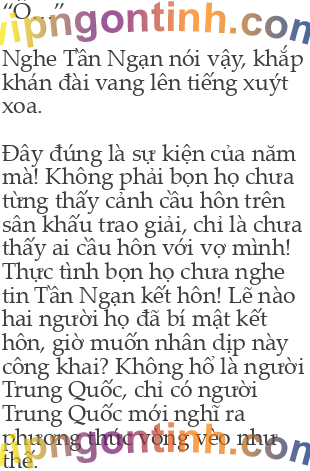 “Ồ ...”
vipngontinh.com
Nghe Tần Ngạn nói vậy, khắp
khán đài vang lên tiếng xuýt
xoa.
Đây đúng là sự kiện của năm
mà! Không phải bọn họ chưa
từng thấy cảnh cầu hôn trên
sân khấu trao giải, chỉ là chưa
thấy ai cầu hôn với vợ mình!
Thực tình bọn họ chưa nghe
tin Tần Ngạn kết hôn! Lẽ nào
hai người họ đã bí mật kết
hôn, giờ muốn nhân dịp này
công khai? Không hổ là người
Trung Quốc, chỉ có người
Trung Quốc mới nghĩ ra
phương thức vòng vèo như
vipngontinh.com
thế.